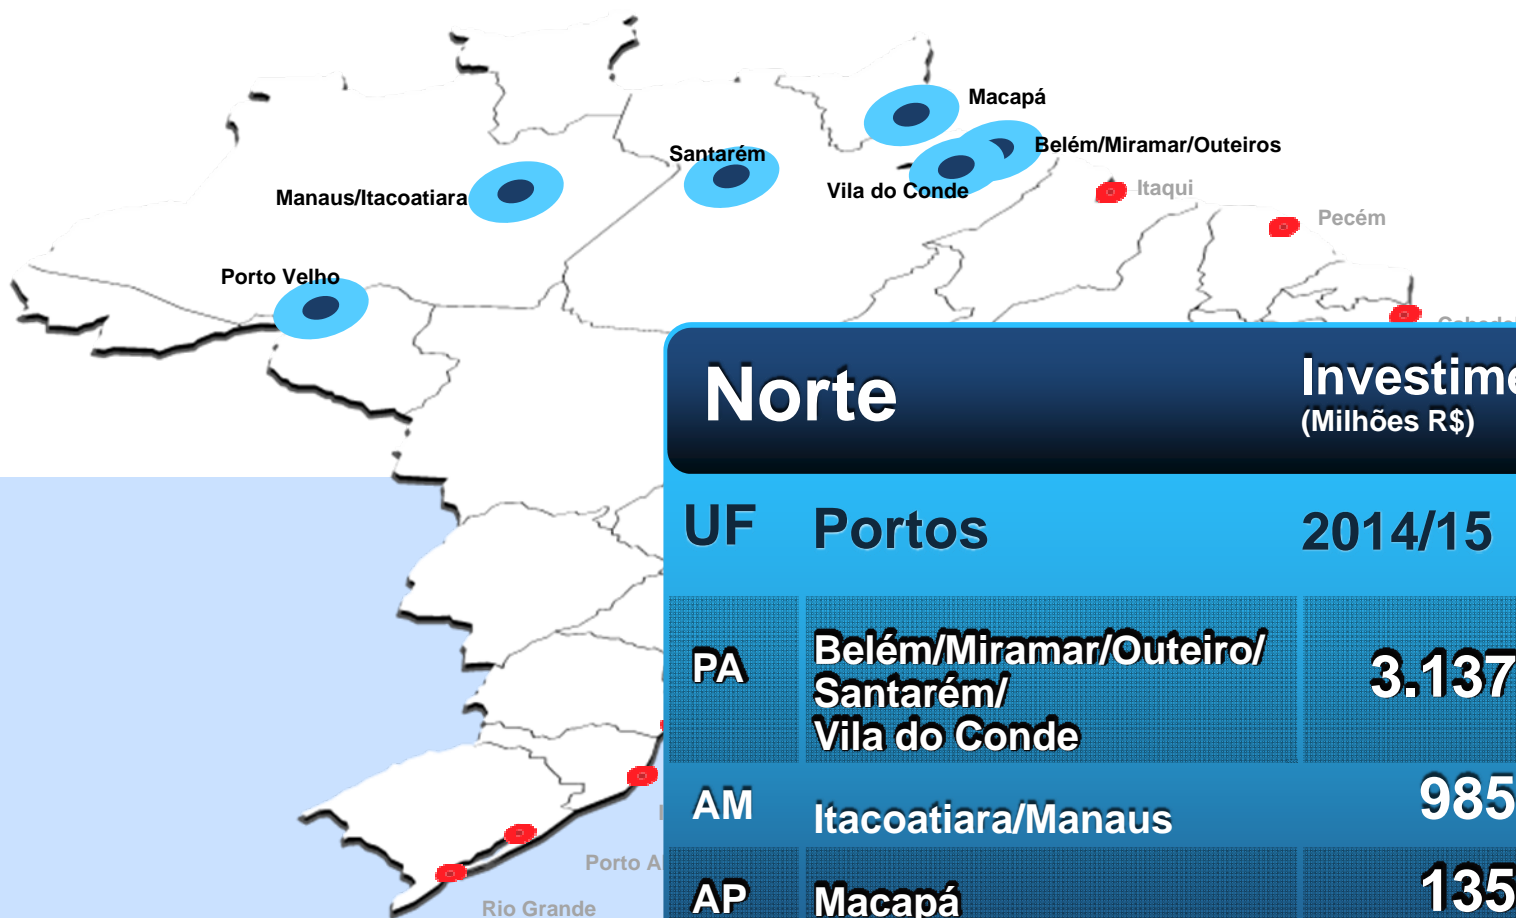 Macapá
Belém/Miramar/Outeiros
Santarém
Vila do Conde
Itaqui
Manaus/Itacoatiara
Pecém
Porto Velho
Norte
(Milhões R$)
UF Portos 2014/15
PA
Belém/Miramar/Outeiro/
Santarém/
Vila do Conde
3.137
AM Itacoatiara/Manaus 985
Porto A
AP Macapá 135
Rio Grande